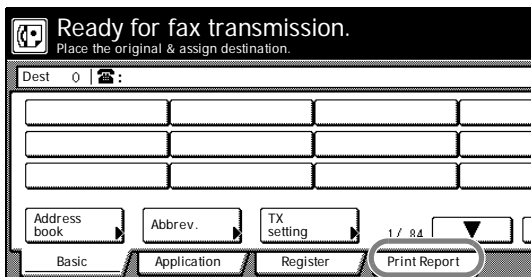 Ready for fax transmission.
Place the original & assign destination.
Dest 0 :
Address book
Abbrev.
TX setting
1 / 84
Basic
Application
Register
Print Report